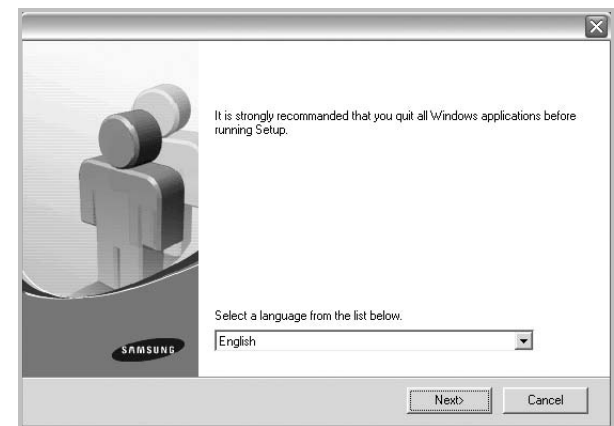 It is strongly recommanded that you quit all Windows applications before
running Setup.
Select a language from the list below.
English
SAMSUNG
Next>
Cancel